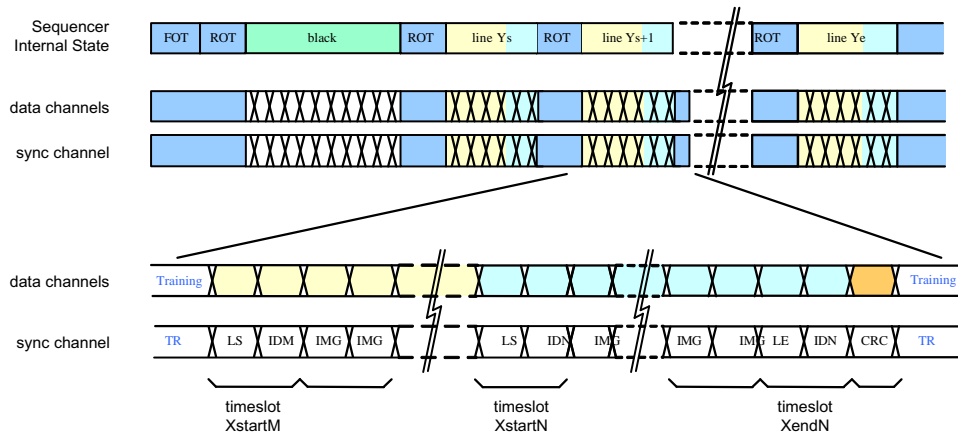 Sequencer
Internal State
FOT ROT black ROT line Ys ROT line Ys+1 ROT line Ye
data channels
sync channel
data channels
Training Training
sync channel
TR LS IDM IMG IMG LS IDN IMG IMG IMG LE IDN CRC TR
timeslot timeslot timeslot
XstartM XstartN XendN